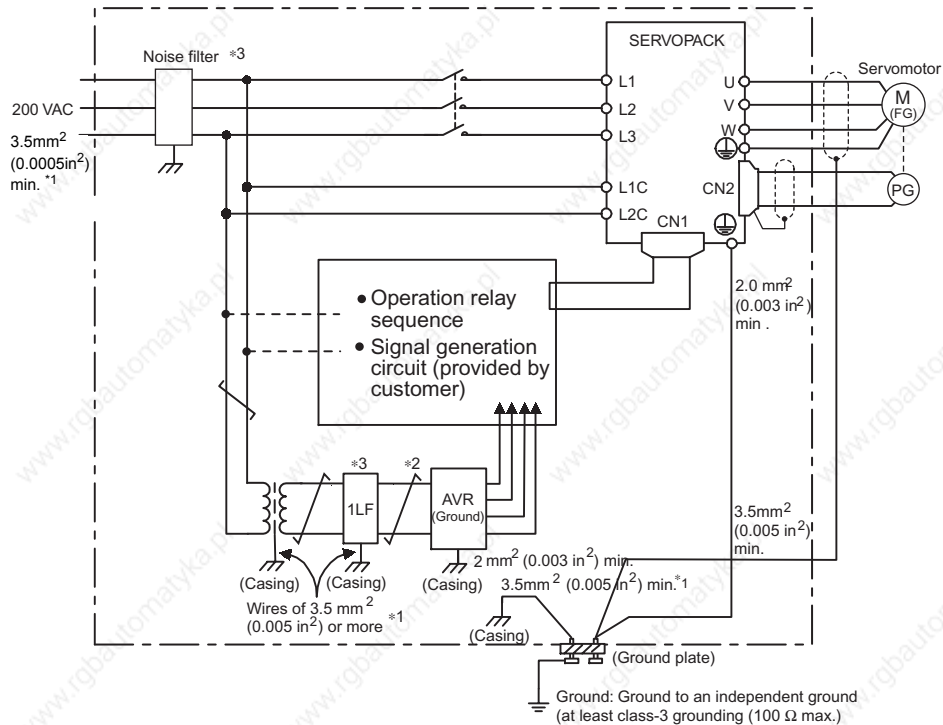 Noise filter *3
SERVOPACK
Servomotor
200 VAC
3.5mm²
(0.0005in²)
min. *1
L1
L2
L3
L1C
L2C
U
V
W
M
(FG)
CN2
PG
CN1
• Operation relay
sequence
• Signal generation
circuit (provided by
customer)
2.0 mm²
(0.003 in²)
min .
*3
*2
1LF
AVR
(Ground)
3.5mm²
(0.005 in²)
min.
(Casing)
(Casing)
(Casing)
2 mm² (0.003 in²) min.
3.5mm² (0.005 in²) min.*1
Wires of 3.5 mm²
(0.005 in²) or more *1
(Casing)
(Ground plate)
Ground: Ground to an independent ground
(at least class-3 grounding (100 Ω max.)
www.rgbautomatyka.pl